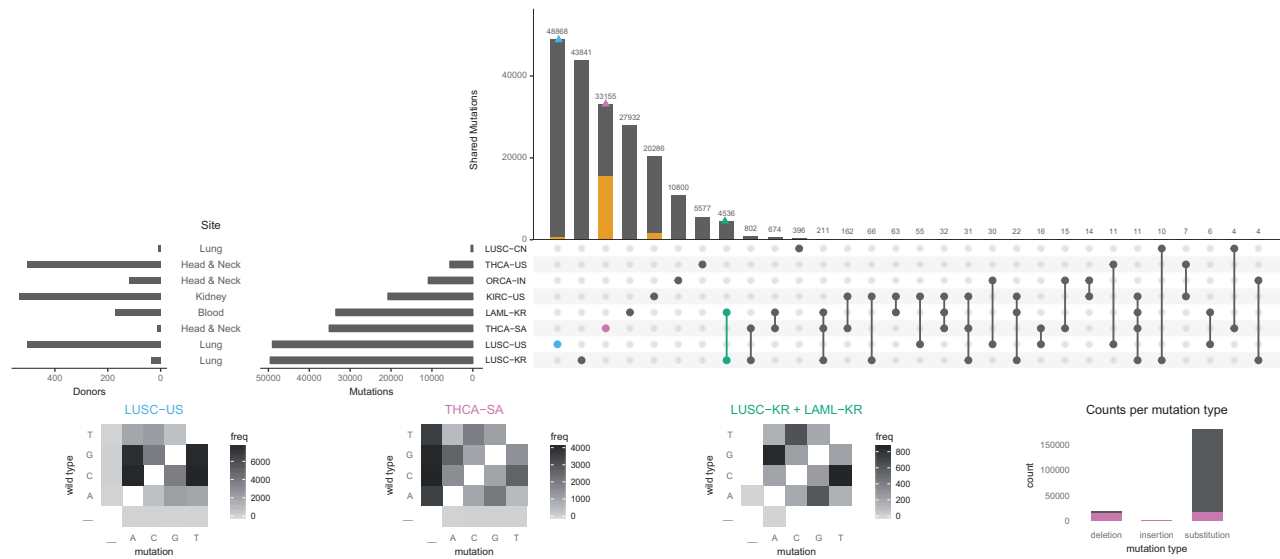 48868
43841
33155
27932
20286
10800
5577
4536
802
674
396
211
162
66
63
55
32
31
30
22
16
15
14
11
11
10
7
6
4
4
Shared Mutations
40000
20000
0
Site
Lung LUSC−CN
Head & Neck THCA−US
Head & Neck ORCA−IN
Kidney KIRC−US
Blood LAML−KR
Head & Neck THCA−SA
Lung LUSC−US
Lung LUSC−KR
400 200 0
Donors
50000 40000 30000 20000 10000 0
Mutations
LUSC−US
wild type
T
G
C
A
__
__ A C G T
mutation
freq
6000
4000
2000
0
THCA−SA
wild type
T
G
C
A
__
__ A C G T
mutation
freq
4000
3000
2000
1000
0
LUSC−KR + LAML−KR
wild type
T
G
C
A
__
__ A C G T
mutation
freq
800
600
400
200
0
Counts per mutation type
count
150000
100000
50000
0
deletion insertion substitution
mutation type